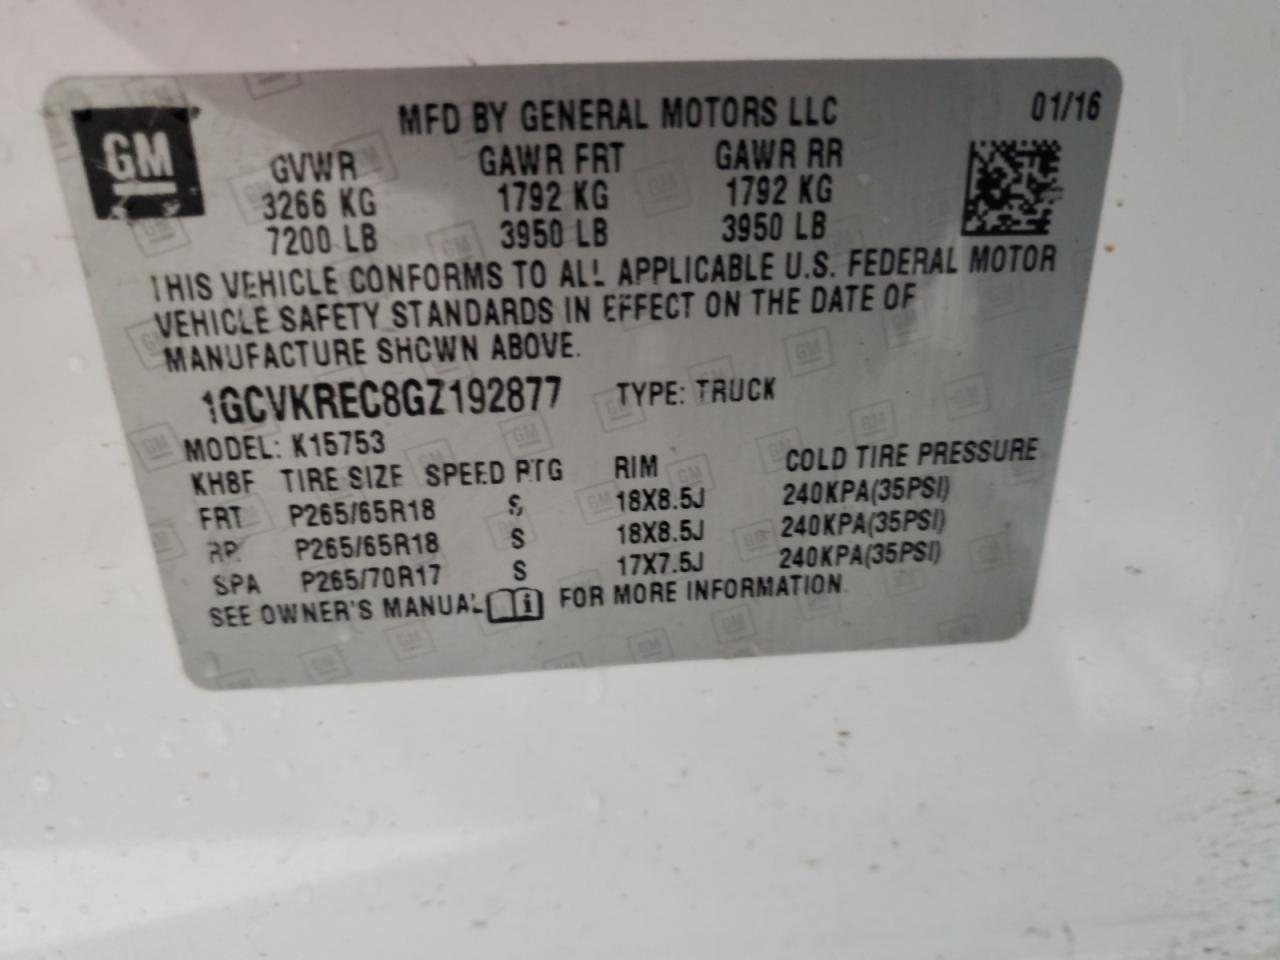 GM
MFD BY GENERAL MOTORS LLC 01/16
GVWR GAWR FRT GAWR RR
3266 KG 1792 KG 1792 KG
7200 LB 3950 LB 3950 LB
THIS VEHICLE CONFORMS TO ALL APPLICABLE U.S. FEDERAL MOTOR
VEHICLE SAFETY STANDARDS IN EFFECT ON THE DATE OF
MANUFACTURE SHOWN ABOVE.
1GCVKREC8GZ192877 TYPE: TRUCK
MODEL: K15753
KH8F TIRE SIZE SPEED RTG RIM COLD TIRE PRESSURE
FRT P265/65R18 S 18X8.5J 240KPA(35PSI)
RR P265/65R18 S 18X8.5J 240KPA(35PSI)
SPA P265/70R17 S 17X7.5J 240KPA(35PSI)
SEE OWNER'S MANUAL FOR MORE INFORMATION.